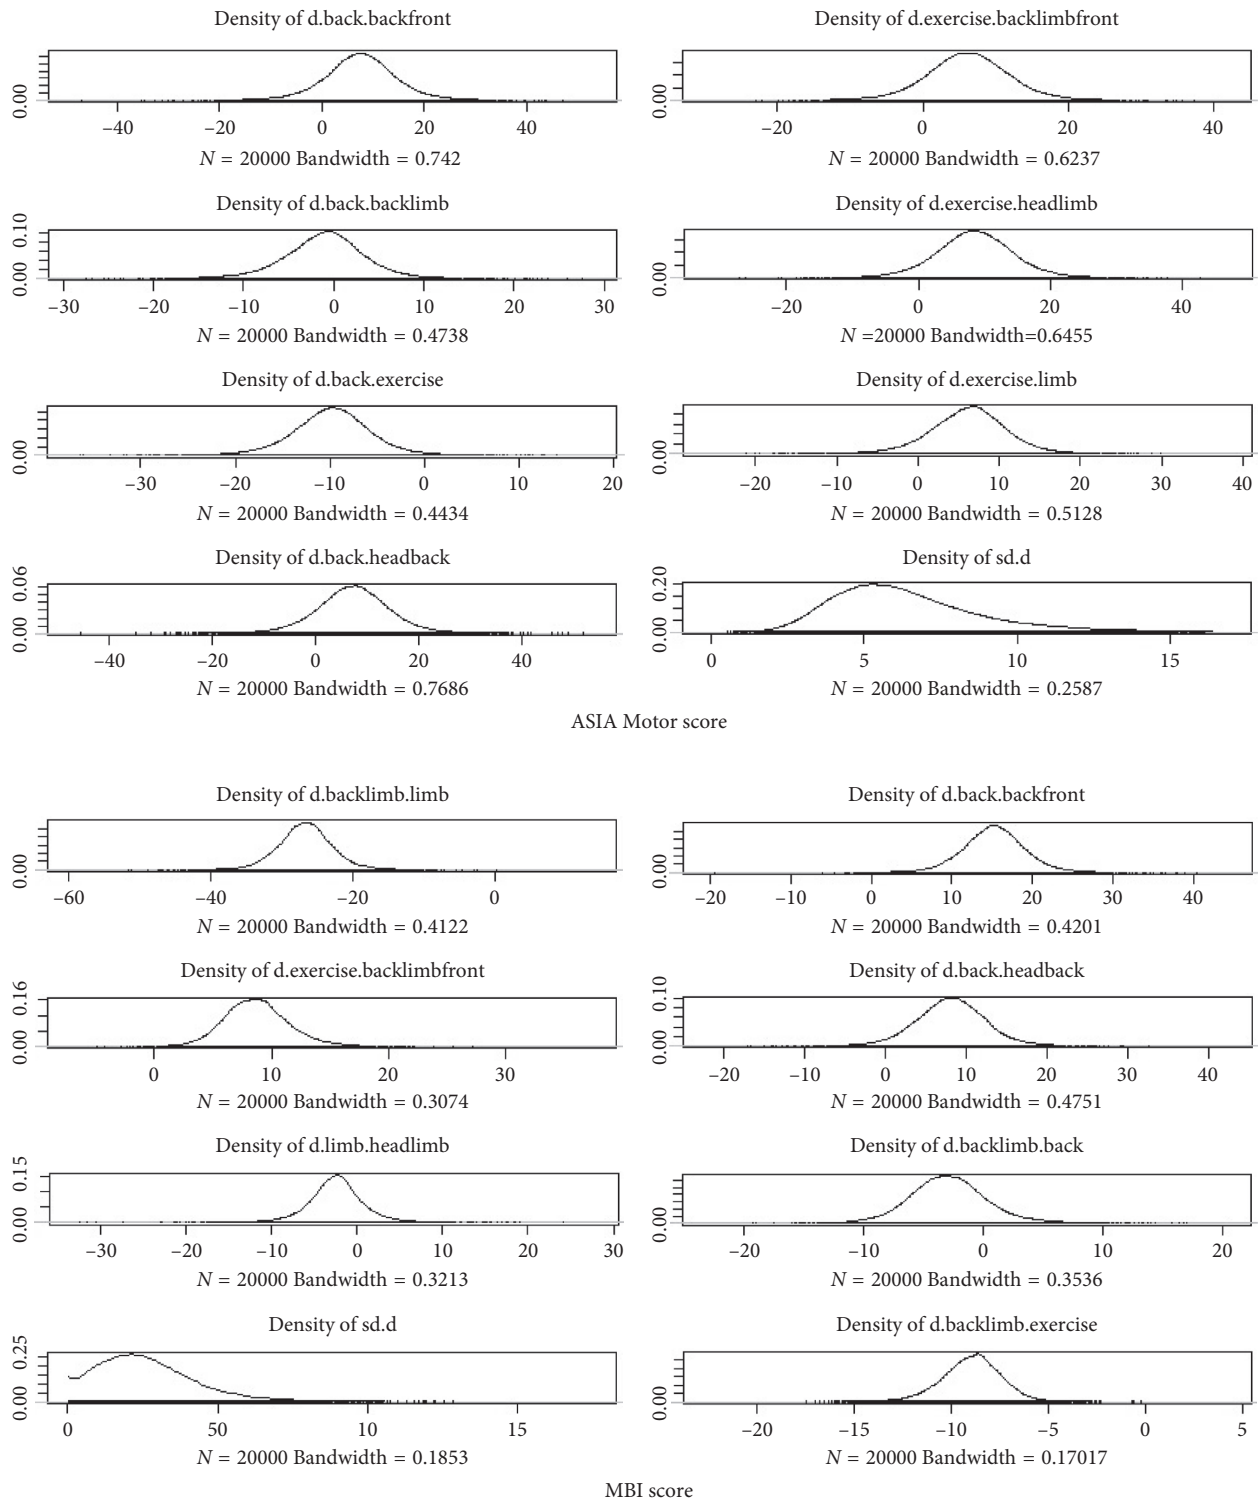 Density of d.back.backfront
0.00
–40 –20 0 20 40
N = 20000 Bandwidth = 0.742
Density of d.exercise.backlimbfront
0.00
–20 0 20 40
N = 20000 Bandwidth = 0.6237
Density of d.back.backlimb
0.00 0.10
–30 –20 –10 0 10 20 30
N = 20000 Bandwidth = 0.4738
Density of d.exercise.headlimb
0.00
–20 0 20 40
N =20000 Bandwidth=0.6455
Density of d.back.exercise
0.00
–30 –20 –10 0 10 20
N = 20000 Bandwidth = 0.4434
Density of d.exercise.limb
0.00
–20 –10 0 10 20 30 40
N = 20000 Bandwidth = 0.5128
Density of d.back.headback
0.00 0.06
–40 –20 0 20 40
N = 20000 Bandwidth = 0.7686
Density of sd.d
0.00 0.20
0 5 10 15
N = 20000 Bandwidth = 0.2587
ASIA Motor score
Density of d.backlimb.limb
0.00
–60 –40 –20 0
N = 20000 Bandwidth = 0.4122
Density of d.back.backfront
0.00
–20 –10 0 10 20 30 40
N = 20000 Bandwidth = 0.4201
Density of d.exercise.backlimbfront
0.00 0.16
0 10 20 30
N = 20000 Bandwidth = 0.3074
Density of d.back.headback
0.00 0.10
–20 –10 0 10 20 30 40
N = 20000 Bandwidth = 0.4751
Density of d.limb.headlimb
0.00 0.15
–30 –20 –10 0 10 20 30
N = 20000 Bandwidth = 0.3213
Density of d.backlimb.back
0.00
–20 –10 0 10 20
N = 20000 Bandwidth = 0.3536
Density of sd.d
0.00 0.25
0 50 10 15
N = 20000 Bandwidth = 0.1853
Density of d.backlimb.exercise
0.00
–20 –15 –10 –5 0 5
N = 20000 Bandwidth = 0.17017
MBI score